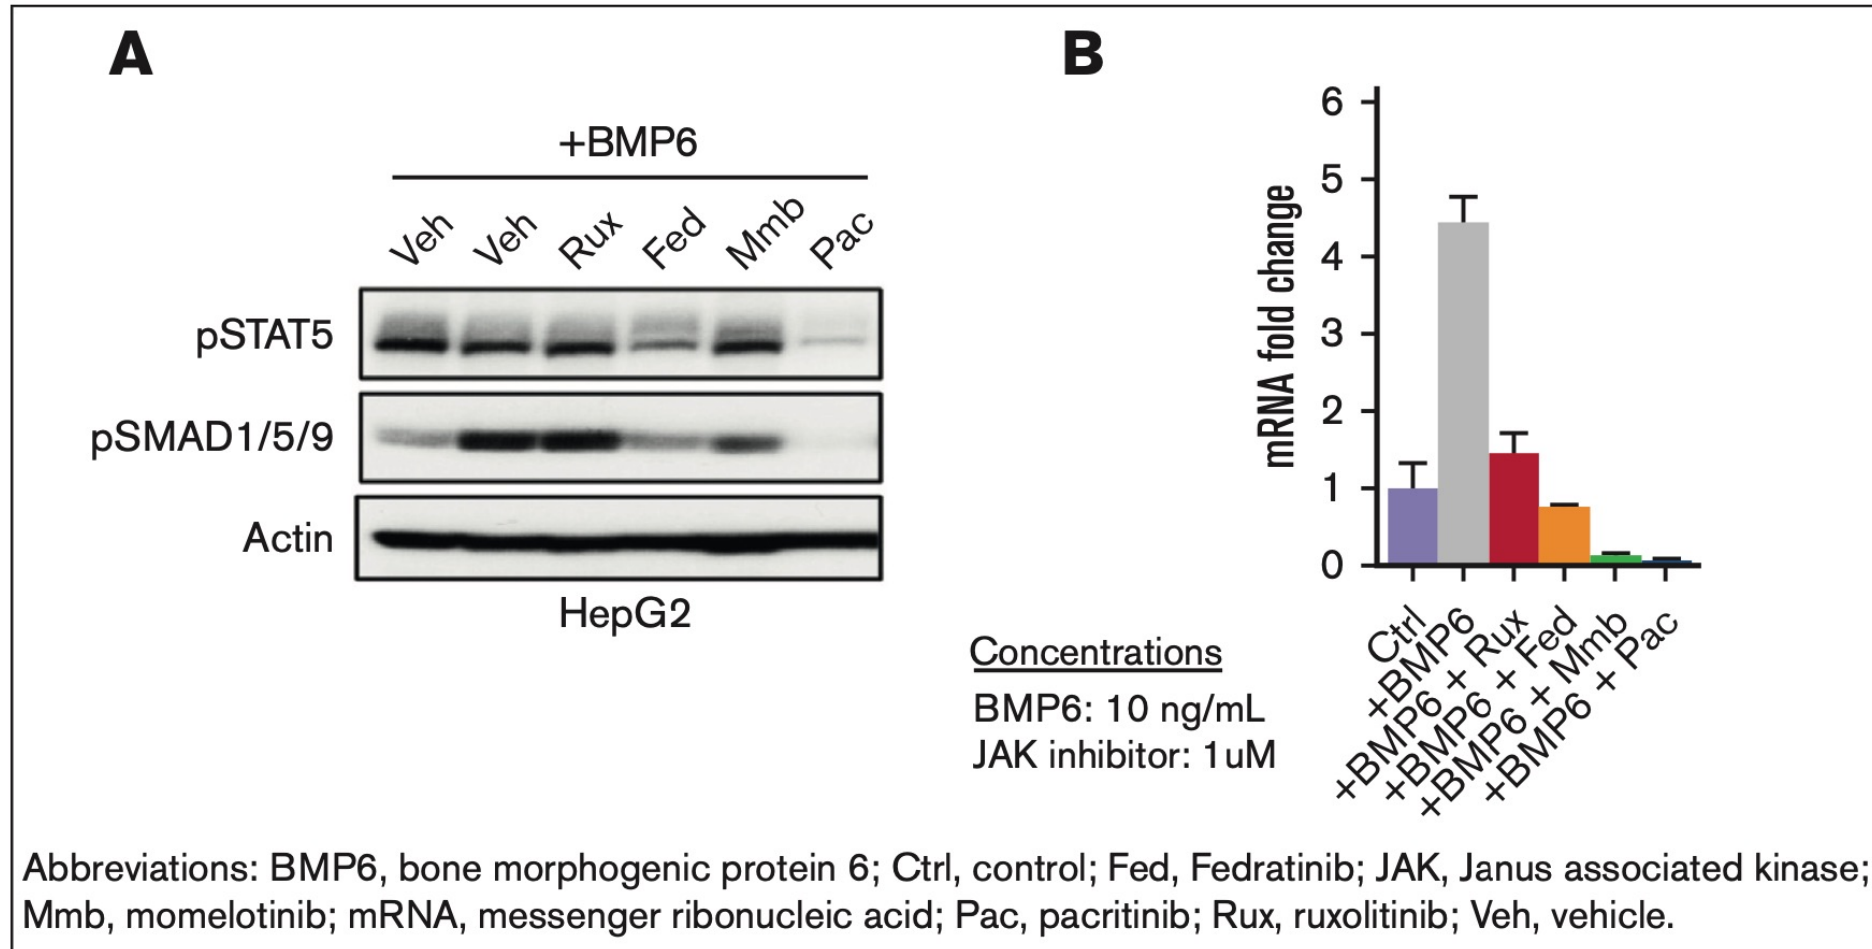 A
+BMP6
Veh Veh Rux Fed Mmb Pac
pSTAT5
pSMAD1/5/9
Actin
HepG2
B
mRNA fold change
6
5
4
3
2
1
0
Ctrl
+BMP6
+BMP6 + Rux
+BMP6 + Fed
+BMP6 + Mmb
+BMP6 + Pac
Concentrations
BMP6: 10 ng/mL
JAK inhibitor: 1uM
Abbreviations: BMP6, bone morphogenic protein 6; Ctrl, control; Fed, Fedratinib; JAK, Janus associated kinase;
Mmb, momelotinib; mRNA, messenger ribonucleic acid; Pac, pacritinib; Rux, ruxolitinib; Veh, vehicle.